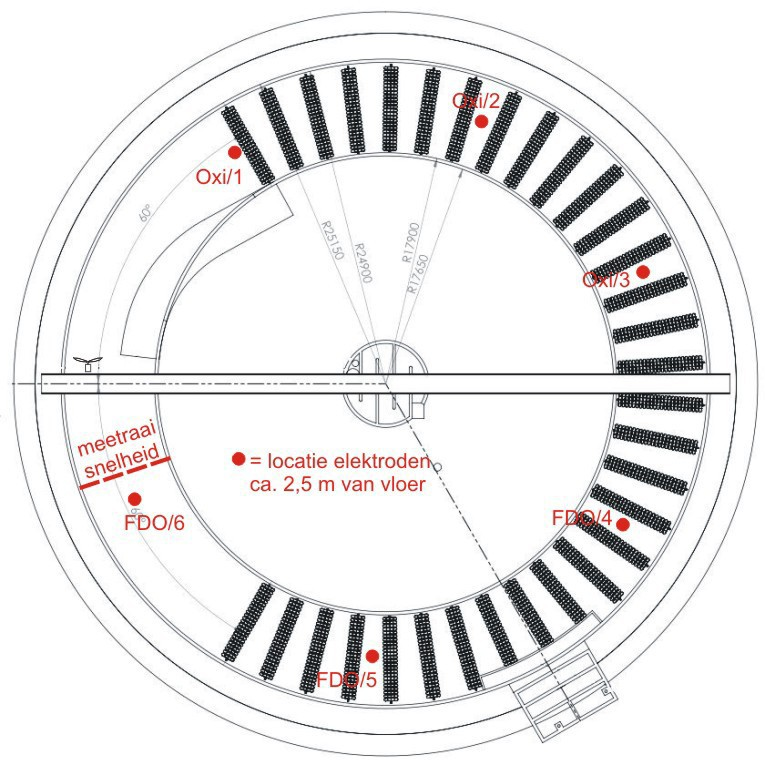 Oxi/2
Oxi/1
60°
R25150
R24900
R17900
R17650
Oxi/3
meetraai
snelheid
= locatie elektroden
ca. 2,5 m van vloer
FDO/6
FDO/4
FDO/5